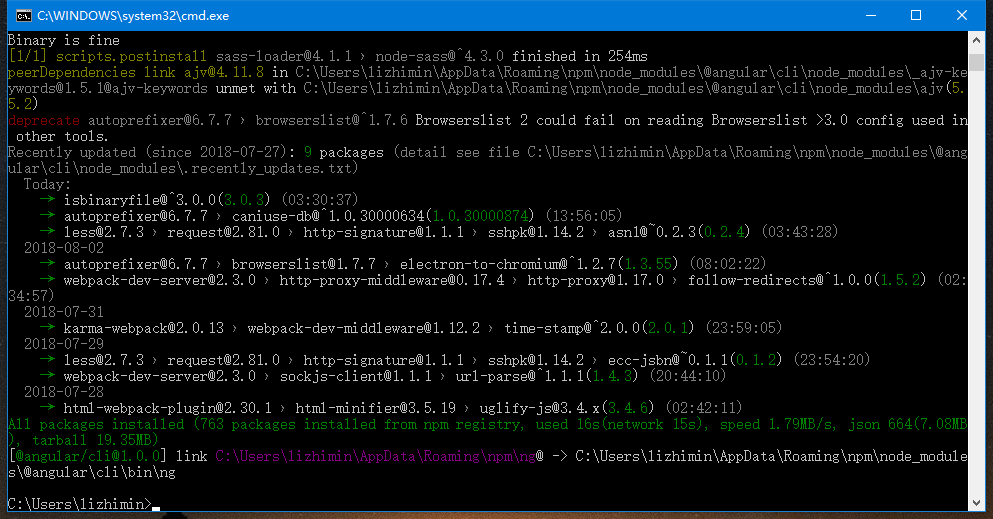 C:\WINDOWS\system32\cmd.exe
Binary is fine
[1/1] scripts.postinstall sass-loader@4.1.1 › node-sass@^4.3.0 finished in 254ms
peerDependencies link ajv@4.11.8 in C:\Users\lizhimin\AppData\Roaming\npm\node_modules\@angular\cli\node_modules\_ajv-ke
ywords@1.5.1@ajv-keywords unmet with C:\Users\lizhimin\AppData\Roaming\npm\node_modules\@angular\cli\node_modules\ajv(5.
5.2)
deprecate autoprefixer@6.7.7 › browserslist@^1.7.6 Browserslist 2 could fail on reading Browserslist >3.0 config used in
 other tools.
Recently updated (since 2018-07-27): 9 packages (detail see file C:\Users\lizhimin\AppData\Roaming\npm\node_modules\@ang
ular\cli\node_modules\.recently_updates.txt)
  Today:
    → isbinaryfile@^3.0.0(3.0.3) (03:30:37)
    → autoprefixer@6.7.7 › caniuse-db@^1.0.30000634(1.0.30000874) (13:56:05)
    → less@2.7.3 › request@2.81.0 › http-signature@1.1.1 › sshpk@1.14.2 › asn1@~0.2.3(0.2.4) (03:43:28)
  2018-08-02
    → autoprefixer@6.7.7 › browserslist@1.7.7 › electron-to-chromium@^1.2.7(1.3.55) (08:02:22)
    → webpack-dev-server@2.3.0 › http-proxy-middleware@0.17.4 › http-proxy@1.17.0 › follow-redirects@^1.0.0(1.5.2) (02:
34:57)
  2018-07-31
    → karma-webpack@2.0.13 › webpack-dev-middleware@1.12.2 › time-stamp@^2.0.0(2.0.1) (23:59:05)
  2018-07-29
    → less@2.7.3 › request@2.81.0 › http-signature@1.1.1 › sshpk@1.14.2 › ecc-jsbn@~0.1.1(0.1.2) (23:54:20)
    → webpack-dev-server@2.3.0 › sockjs-client@1.1.1 › url-parse@^1.1.1(1.4.3) (20:44:10)
  2018-07-28
    → html-webpack-plugin@2.30.1 › html-minifier@3.5.19 › uglify-js@3.4.x(3.4.6) (02:42:11)
All packages installed (763 packages installed from npm registry, used 16s(network 15s), speed 1.79MB/s, json 664(7.08MB
), tarball 19.35MB)
[@angular/cli@1.0.0] link C:\Users\lizhimin\AppData\Roaming\npm\ng@ -> C:\Users\lizhimin\AppData\Roaming\npm\node_module
s\@angular\cli\bin\ng
C:\Users\lizhimin>